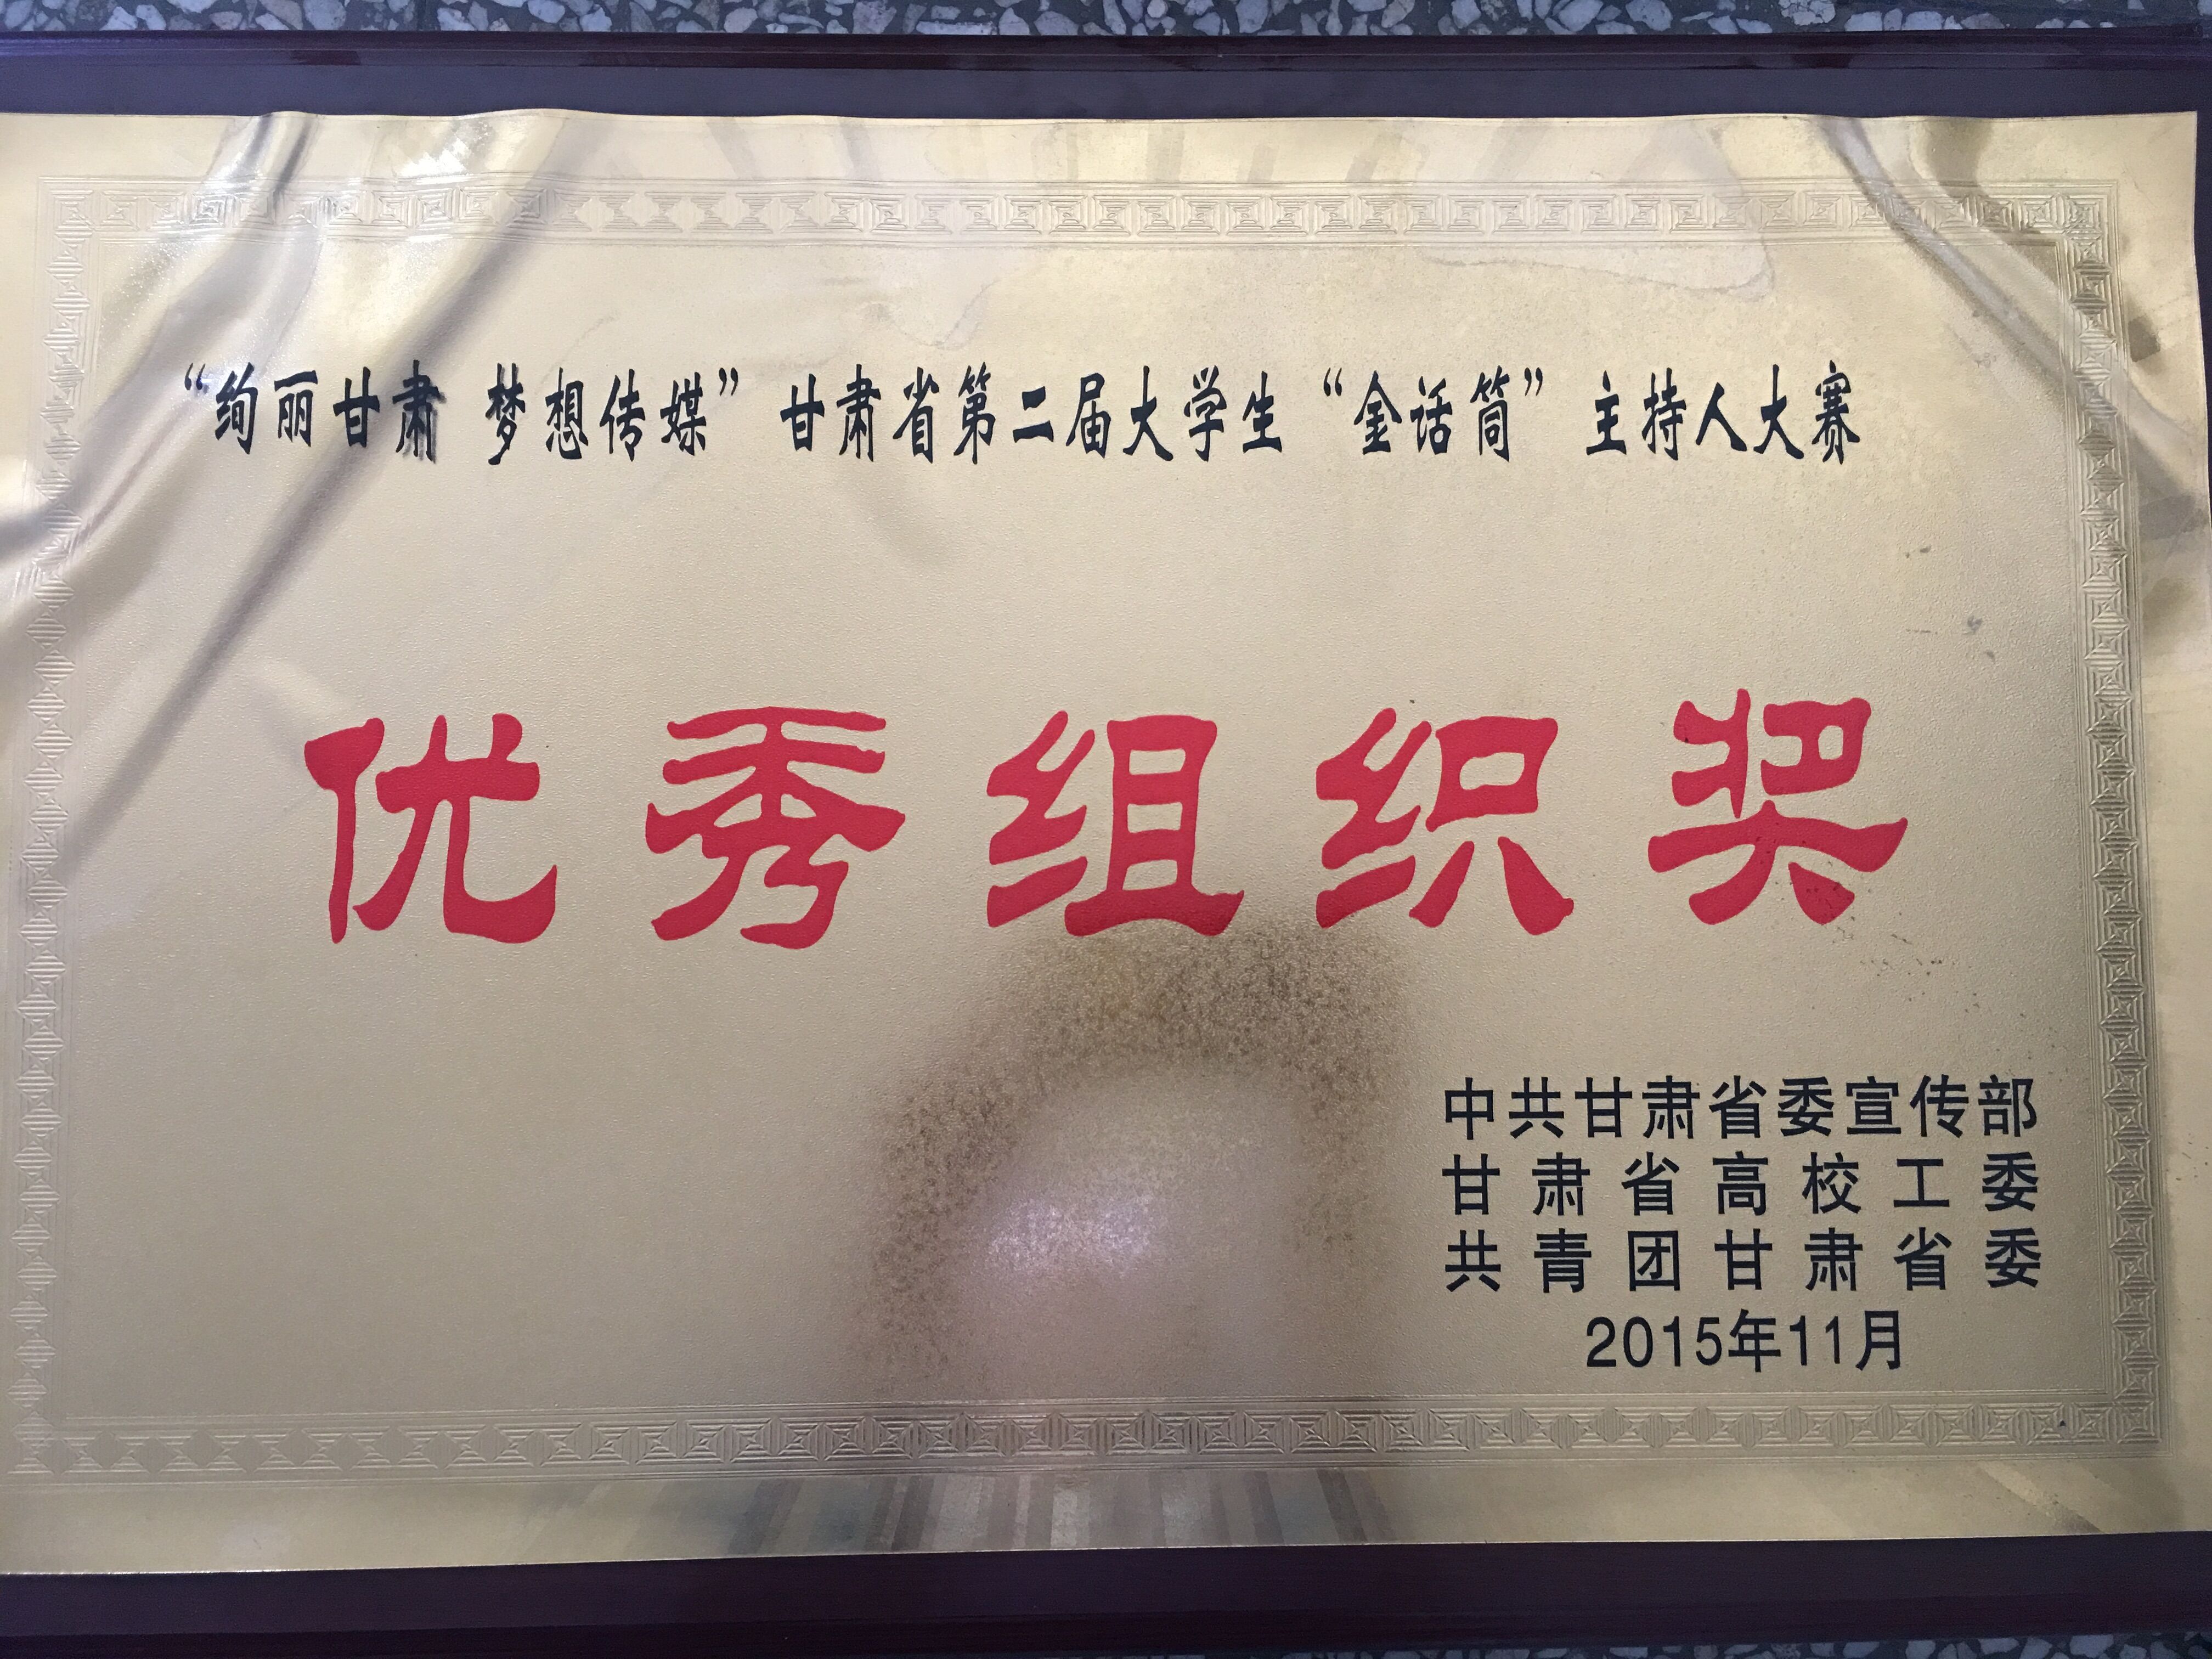 “绚丽甘肃 梦想传媒”甘肃省第二届大学生“金话筒”主持人大赛
优秀组织奖
中共甘肃省委宣传部
甘肃省高校工委
共青团甘肃省委
2015年11月